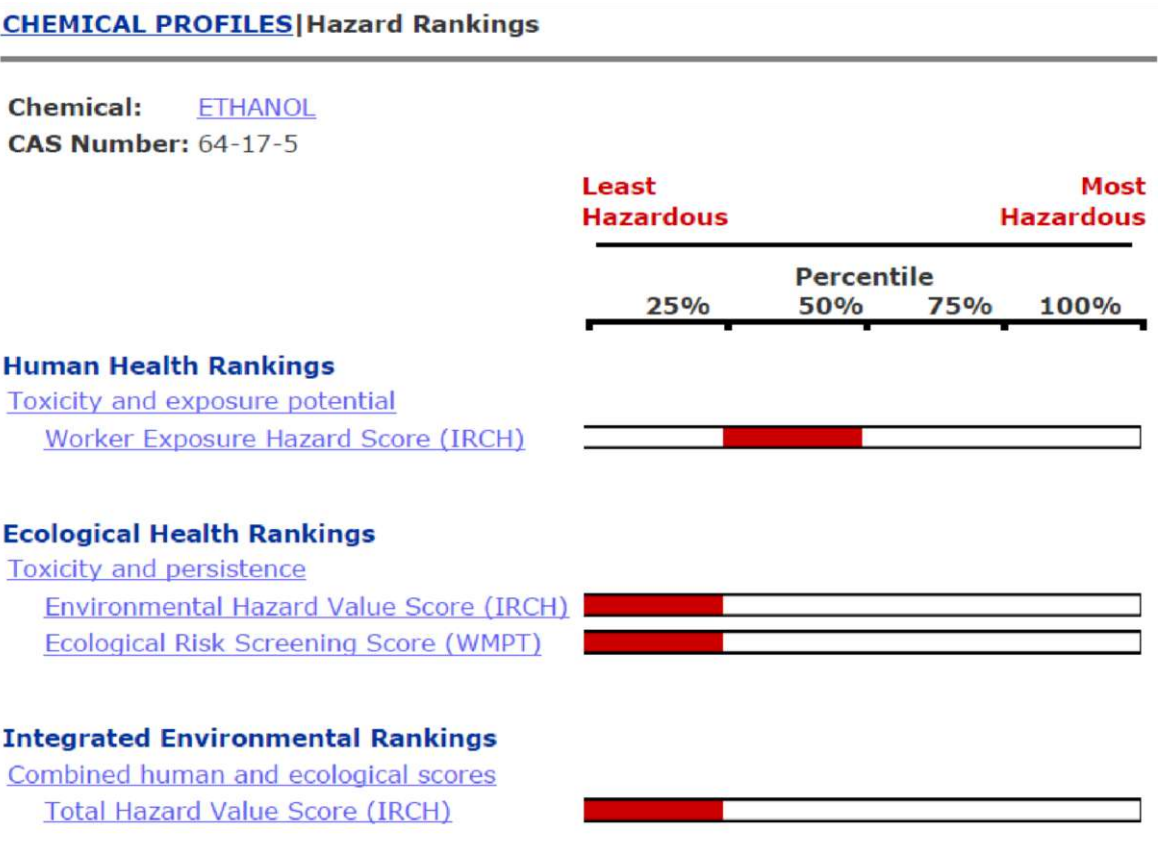 CHEMICAL PROFILES|Hazard Rankings
Chemical: ETHANOL
CAS Number: 64-17-5
Least Most
Hazardous Hazardous
Percentile
25% 50% 75% 100%
Human Health Rankings
Toxicity and exposure potential
Worker Exposure Hazard Score (IRCH)
Ecological Health Rankings
Toxicity and persistence
Environmental Hazard Value Score (IRCH)
Ecological Risk Screening Score (WMPT)
Integrated Environmental Rankings
Combined human and ecological scores
Total Hazard Value Score (IRCH)